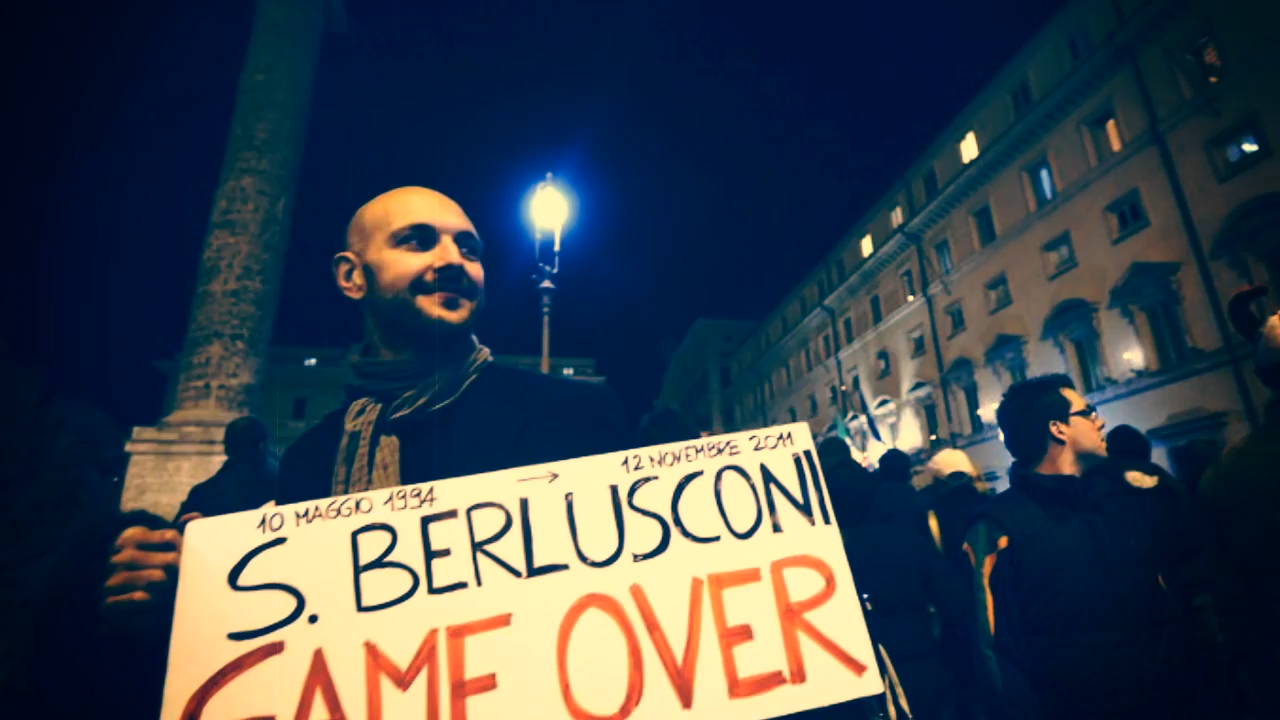 10 MAGGIO 1994 → 12 NOVEMBRE 2011
S. BERLUSCONI
GAME OVER